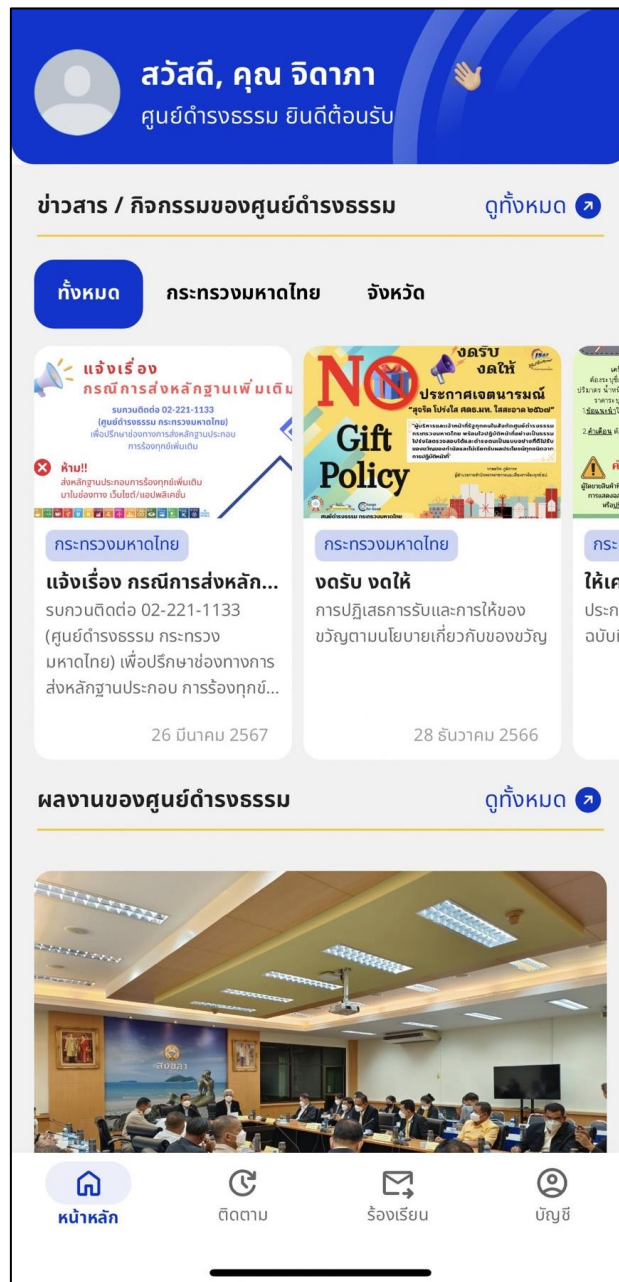 สวัสดี, คุณ จิดาภา
ศูนย์ดำรงธรรม ยินดีต้อนรับ
ข่าวสาร / กิจกรรมของศูนย์ดำรงธรรม
ดูทั้งหมด
ทั้งหมด
กระทรวงมหาดไทย
จังหวัด
แจ้งเรื่อง
กรณีการส่งหลักฐานเพิ่มเติม
รบกวนติดต่อ 02-221-1133
(ศูนย์ดำรงธรรม กระทรวงมหาดไทย)
เพื่อปรึกษาช่องทางการส่งหลักฐานประกอบ
การร้องทุกข์เพิ่มเติม
ห้าม!!
ส่งหลักฐานประกอบการร้องทุกข์เพิ่มเติม
มาในช่องทาง เว็บไซต์/แอปพลิเคชั่น
กระทรวงมหาดไทย
แจ้งเรื่อง กรณีการส่งหลัก...
รบกวนติดต่อ 02-221-1133
(ศูนย์ดำรงธรรม กระทรวง
มหาดไทย) เพื่อปรึกษาช่องทางการ
ส่งหลักฐานประกอบ การร้องทุกข์...
26 มีนาคม 2567
NO
Gift
Policy
งดรับ
งดให้
ประกาศเจตนารมณ์
"สุจริต โปร่งใส ศดธ.มท. ใสสะอาด ๒๕๖๗"
ศูนย์ดำรงธรรม กระทรวงมหาดไทย
กระทรวงมหาดไทย
งดรับ งดให้
การปฏิเสธการรับและการให้ของ
ขวัญตามนโยบายเกี่ยวกับของขวัญ
28 ธันวาคม 2566
ผลงานของศูนย์ดำรงธรรม
ดูทั้งหมด
สงขลา
หน้าหลัก
ติดตาม
ร้องเรียน
บัญชี